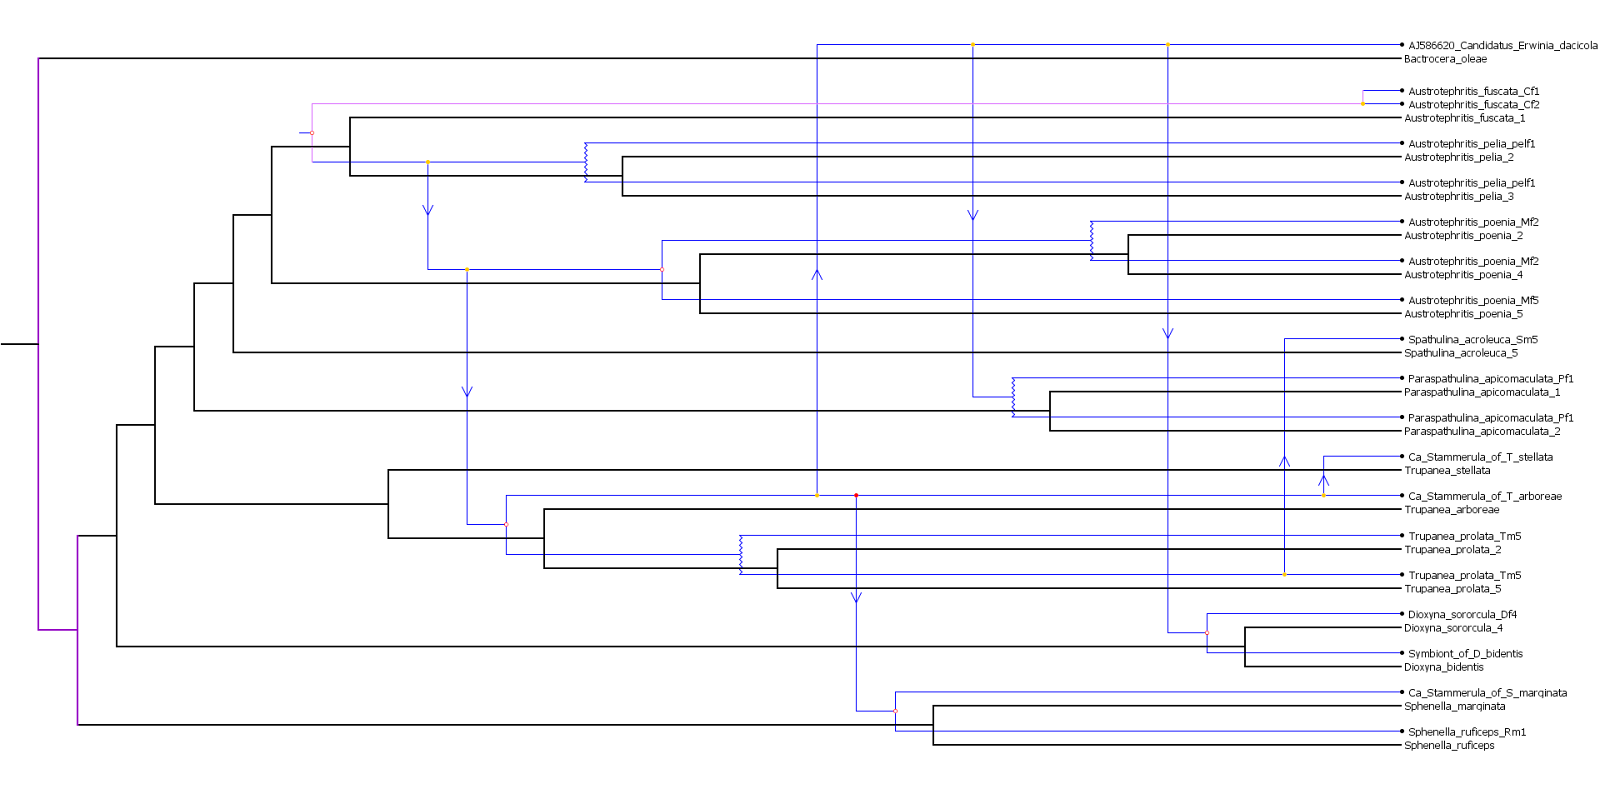 AJ586620_Candidatus_Erwinia_dacicola
Bactrocera_oleae
Austrotephritis_fuscata_Cf1
Austrotephritis_fuscata_Cf2
Austrotephritis_fuscata_1
Austrotephritis_pelia_pelf1
Austrotephritis_pelia_2
Austrotephritis_pelia_pelf1
Austrotephritis_pelia_3
Austrotephritis_poenia_Mf2
Austrotephritis_poenia_2
Austrotephritis_poenia_Mf2
Austrotephritis_poenia_4
Austrotephritis_poenia_Mf5
Austrotephritis_poenia_5
Spathulina_acroleuca_Sm5
Spathulina_acroleuca_5
Paraspathulina_apicomaculata_Pf1
Paraspathulina_apicomaculata_1
Paraspathulina_apicomaculata_Pf1
Paraspathulina_apicomaculata_2
Ca_Stammerula_of_T_stellata
Trupanea_stellata
Ca_Stammerula_of_T_arboreae
Trupanea_arboreae
Trupanea_prolata_Tm5
Trupanea_prolata_2
Trupanea_prolata_Tm5
Trupanea_prolata_5
Dioxyna_sororcula_Df4
Dioxyna_sororcula_4
Symbiont_of_D_bidentis
Dioxyna_bidentis
Ca_Stammerula_of_S_marginata
Sphenella_marginata
Sphenella_ruficeps_Rm1
Sphenella_ruficeps